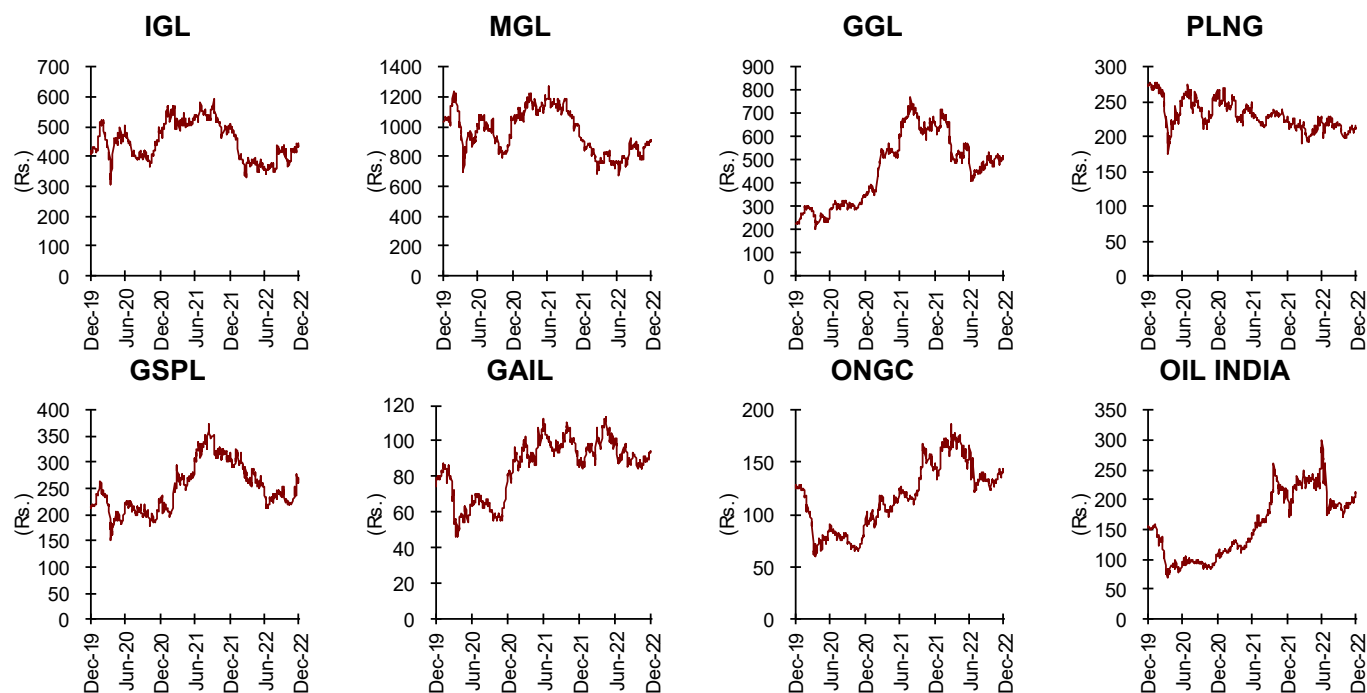 IGL
700
600
500
400
300
200
100
0
(Rs.)
Dec-19
Jun-20
Dec-20
Jun-21
Dec-21
Jun-22
Dec-22
MGL
1400
1200
1000
800
600
400
200
0
(Rs.)
Dec-19
Jun-20
Dec-20
Jun-21
Dec-21
Jun-22
Dec-22
GGL
900
800
700
600
500
400
300
200
100
0
(Rs.)
Dec-19
Jun-20
Dec-20
Jun-21
Dec-21
Jun-22
Dec-22
PLNG
300
250
200
150
100
50
0
(Rs.)
Dec-19
Jun-20
Dec-20
Jun-21
Dec-21
Jun-22
Dec-22
GSPL
400
350
300
250
200
150
100
50
0
(Rs.)
Dec-19
Jun-20
Dec-20
Jun-21
Dec-21
Jun-22
Dec-22
GAIL
120
100
80
60
40
20
0
(Rs.)
Dec-19
Jun-20
Dec-20
Jun-21
Dec-21
Jun-22
Dec-22
ONGC
200
150
100
50
0
(Rs.)
Dec-19
Jun-20
Dec-20
Jun-21
Dec-21
Jun-22
Dec-22
OIL INDIA
350
300
250
200
150
100
50
0
(Rs.)
Dec-19
Jun-20
Dec-20
Jun-21
Dec-21
Jun-22
Dec-22